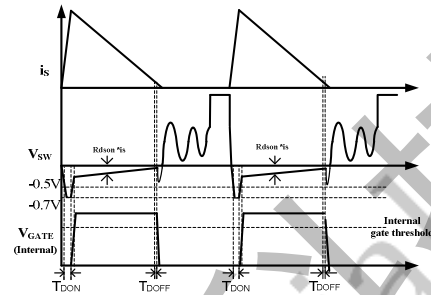 iS
Rdson *is
Rdson *is
VSW
-0.5V
-0.7V
Internal
gate threshold
VGATE
(Internal)
TDON
TDOFF
TDON
TDOFF